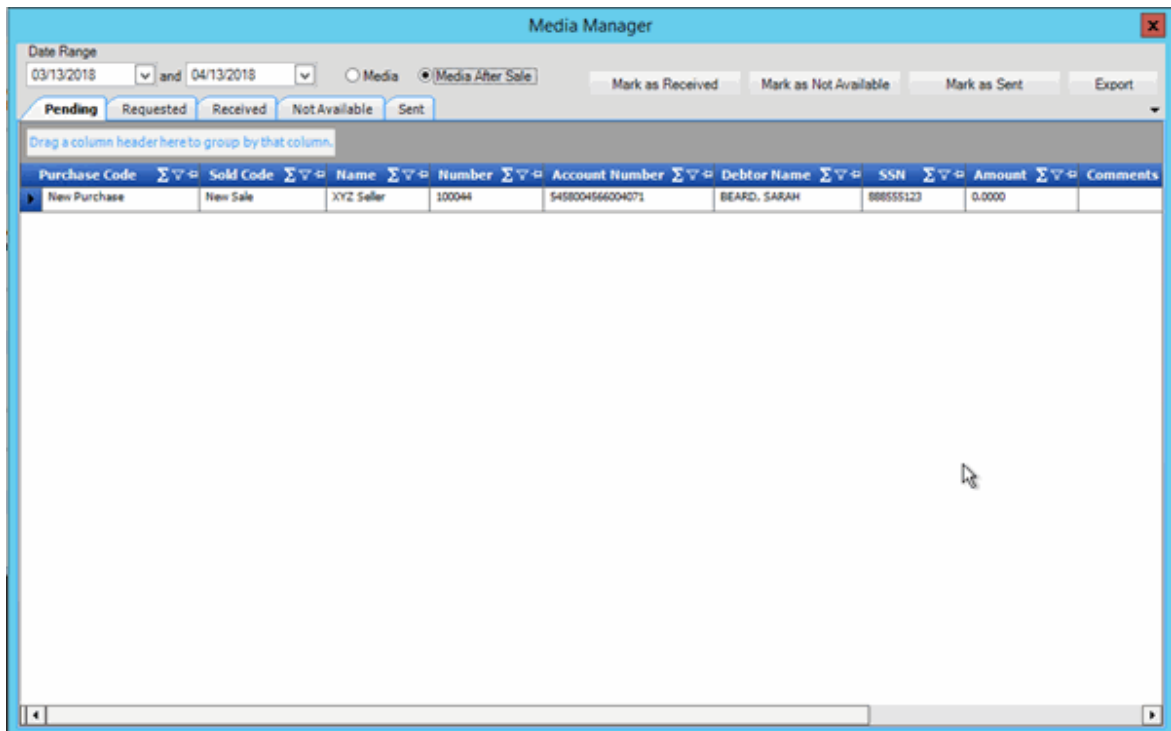 Media Manager
Date Range
03/13/2018 and 04/13/2018 Media Media After Sale Mark as Received Mark as Not Available Mark as Sent Export
Pending Requested Received Not Available Sent
Drag a column header here to group by that column.
Purchase Code Sold Code Name Number Account Number Debtor Name SSN Amount Comments
New Purchase New Sale XYZ Seller 100044 5458004566004071 BEARD, SARAH 888555123 0.0000